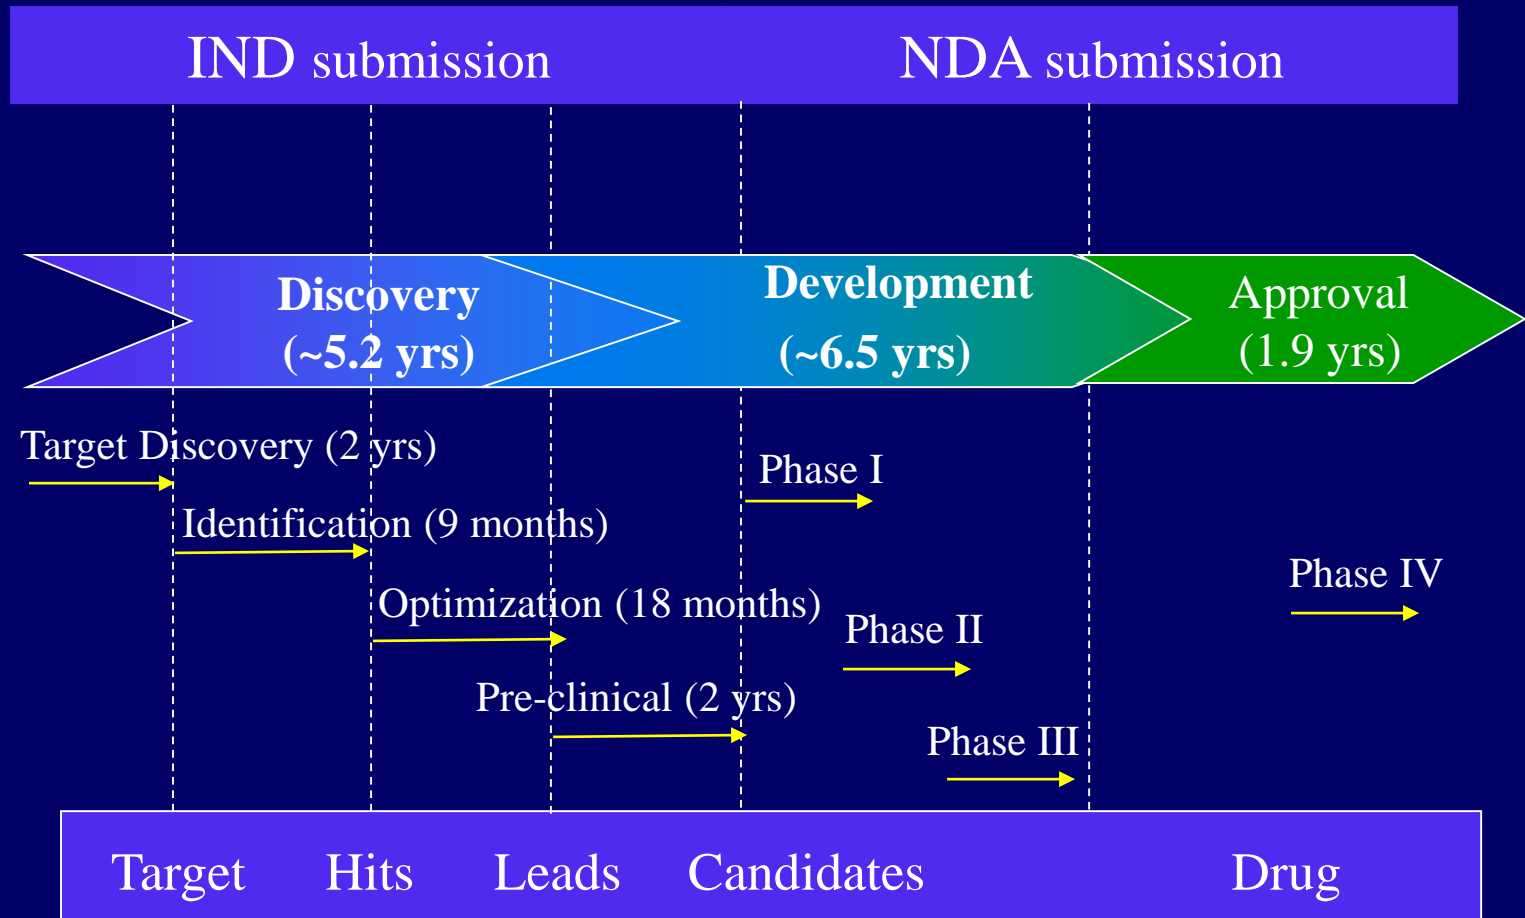 IND submission
NDA submission
Discovery
(~5.2 yrs)
Development
(~6.5 yrs)
Approval
(1.9 yrs)
Target Discovery (2 yrs)
Identification (9 months)
Optimization (18 months)
Pre-clinical (2 yrs)
Phase I
Phase II
Phase III
Phase IV
Target
Hits
Leads
Candidates
Drug